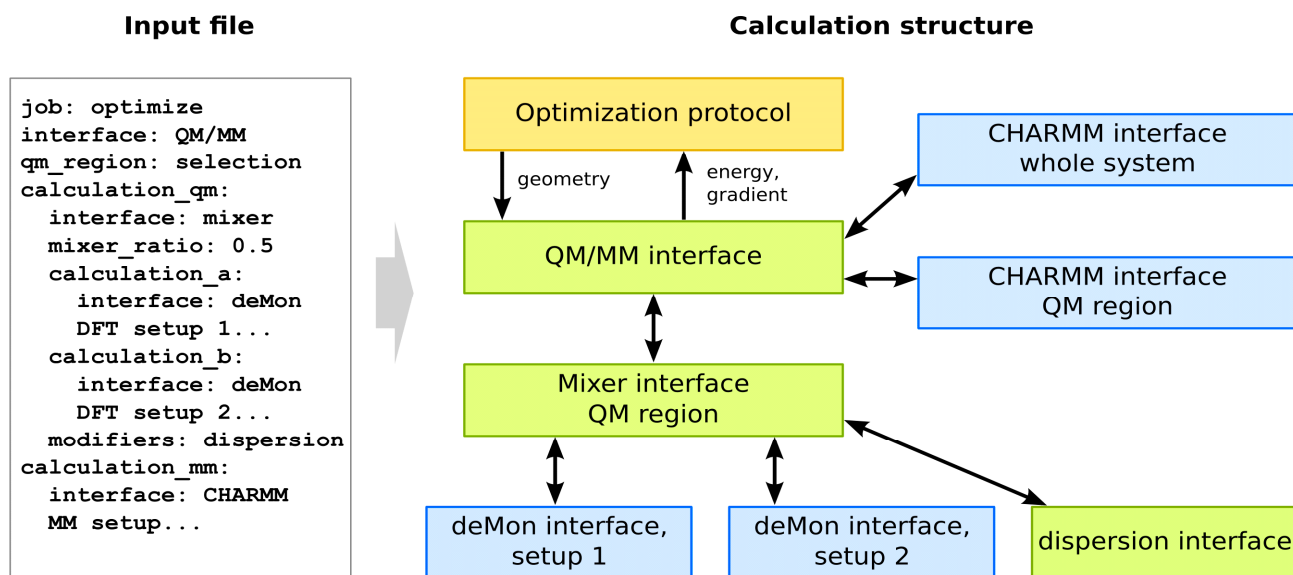 Input file
job: optimize
interface: QM/MM
qm_region: selection
calculation_qm:
interface: mixer
mixer_ratio: 0.5
calculation_a:
interface: deMon
DFT setup 1...
calculation_b:
interface: deMon
DFT setup 2...
modifiers: dispersion
calculation_mm:
interface: CHARMM
MM setup...
Calculation structure
Optimization protocol
geometry
energy,
gradient
CHARMM interface
whole system
QM/MM interface
CHARMM interface
QM region
Mixer interface
QM region
deMon interface,
setup 1
deMon interface,
setup 2
dispersion interface